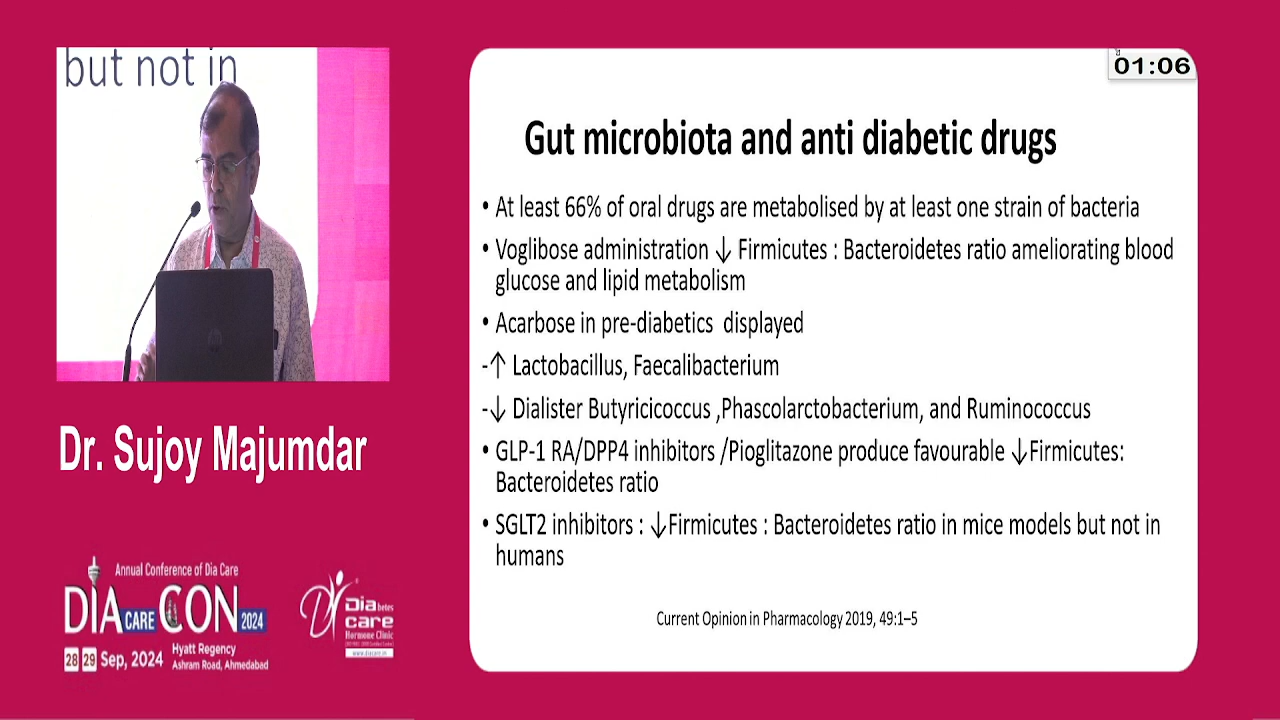 but not in
01:06
Gut microbiota and anti diabetic drugs
• At least 66% of oral drugs are metabolised by at least one strain of bacteria
• Voglibose administration ↓ Firmicutes : Bacteroidetes ratio ameliorating blood
glucose and lipid metabolism
• Acarbose in pre-diabetics displayed
-↑ Lactobacillus, Faecalibacterium
-↓ Dialister Butyricicoccus ,Phascolarctobacterium, and Ruminococcus
• GLP-1 RA/DPP4 inhibitors /Pioglitazone produce favourable ↓Firmicutes:
Bacteroidetes ratio
• SGLT2 inhibitors : ↓Firmicutes : Bacteroidetes ratio in mice models but not in
humans
Current Opinion in Pharmacology 2019, 49:1–5
Dr. Sujoy Majumdar
Annual Conference of Dia Care
DIA CARE CON 2024
28 29 Sep, 2024
Hyatt Regency
Ashram Road, Ahmedabad
Diabetes
care
Hormone Clinic
www.diacare.in